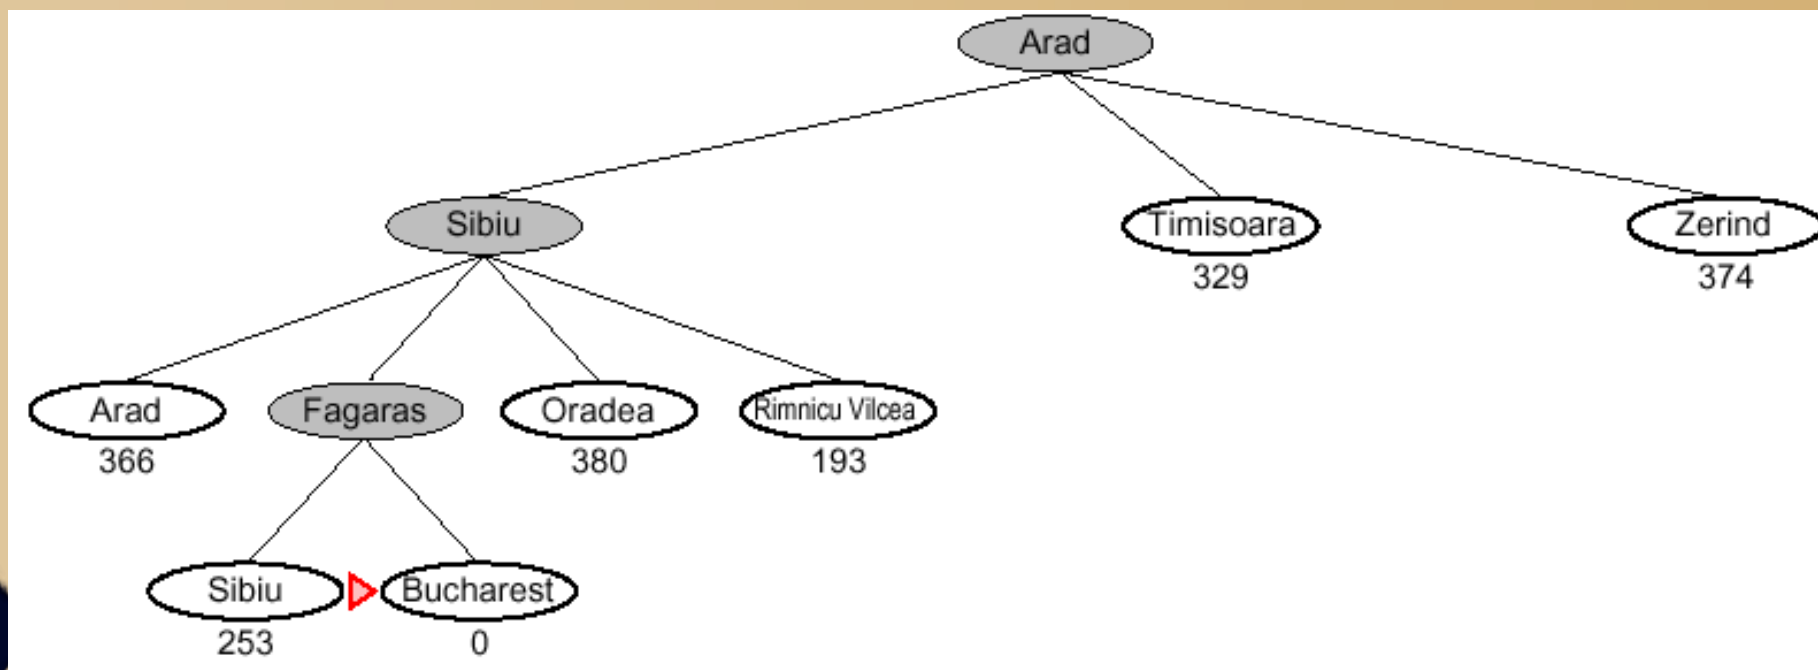 Arad
Sibiu Timisoara Zerind
329 374
Arad Fagaras Oradea Rimnicu Vilcea
366 380 193
Sibiu Bucharest
253 0